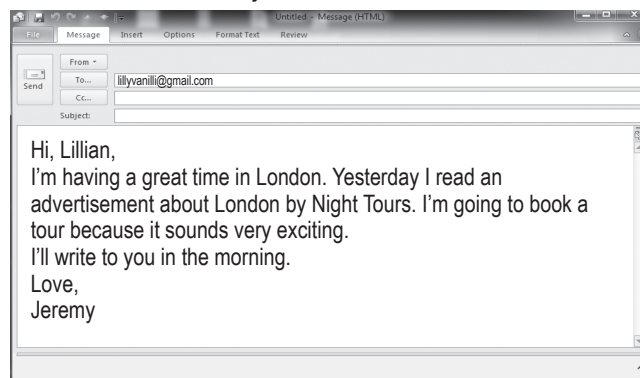 Untitled - Message (HTML)
File Message Insert Options Format Text Review
From
Send
To... lillyvanilli@gmail.com
Cc...
Subject:
Hi, Lillian,
I'm having a great time in London. Yesterday I read an
advertisement about London by Night Tours. I'm going to book a
tour because it sounds very exciting.
I'll write to you in the morning.
Love,
Jeremy